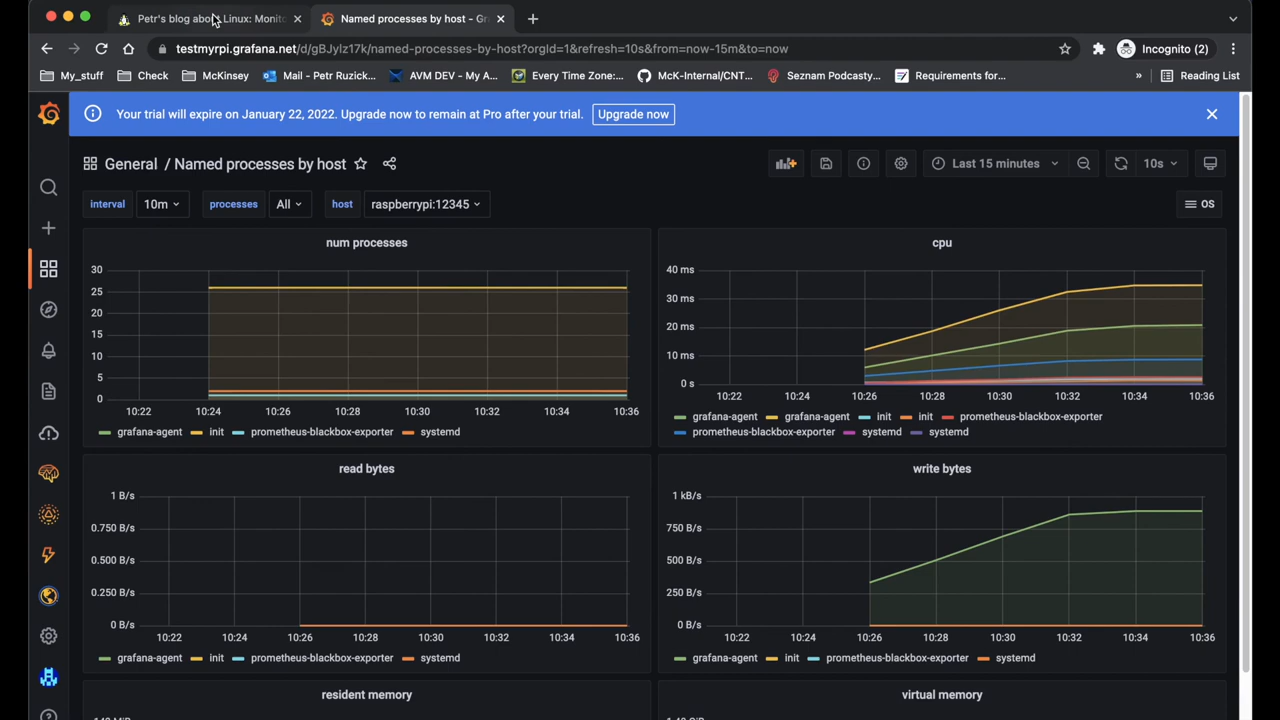 Petr's blog about Linux: Monito
Named processes by host - Gr
Incognito (2)
testmyrpi.grafana.net/d/gBJyIz17k/named-processes-by-host?orgId=1&refresh=10s&from=now-15m&to=now
My_stuff Check McKinsey Mail - Petr Ruzick... AVM DEV - My A... Every Time Zone:... McK-Internal/CNT... Seznam Podcasty... Requirements for... » Reading List
Your trial will expire on January 22, 2022. Upgrade now to remain at Pro after your trial. Upgrade now
General / Named processes by host
Last 15 minutes
10s
interval 10m processes All host raspberrypi:12345
OS
num processes
30
25
20
15
10
5
0
10:22 10:24 10:26 10:28 10:30 10:32 10:34 10:36
grafana-agent init prometheus-blackbox-exporter systemd
cpu
40 ms
30 ms
20 ms
10 ms
0 s
10:22 10:24 10:26 10:28 10:30 10:32 10:34 10:36
grafana-agent grafana-agent init init prometheus-blackbox-exporter
prometheus-blackbox-exporter systemd systemd
read bytes
1 B/s
0.750 B/s
0.500 B/s
0.250 B/s
0 B/s
10:22 10:24 10:26 10:28 10:30 10:32 10:34 10:36
grafana-agent init prometheus-blackbox-exporter systemd
write bytes
1 kB/s
750 B/s
500 B/s
250 B/s
0 B/s
10:22 10:24 10:26 10:28 10:30 10:32 10:34 10:36
grafana-agent init prometheus-blackbox-exporter systemd
resident memory
virtual memory